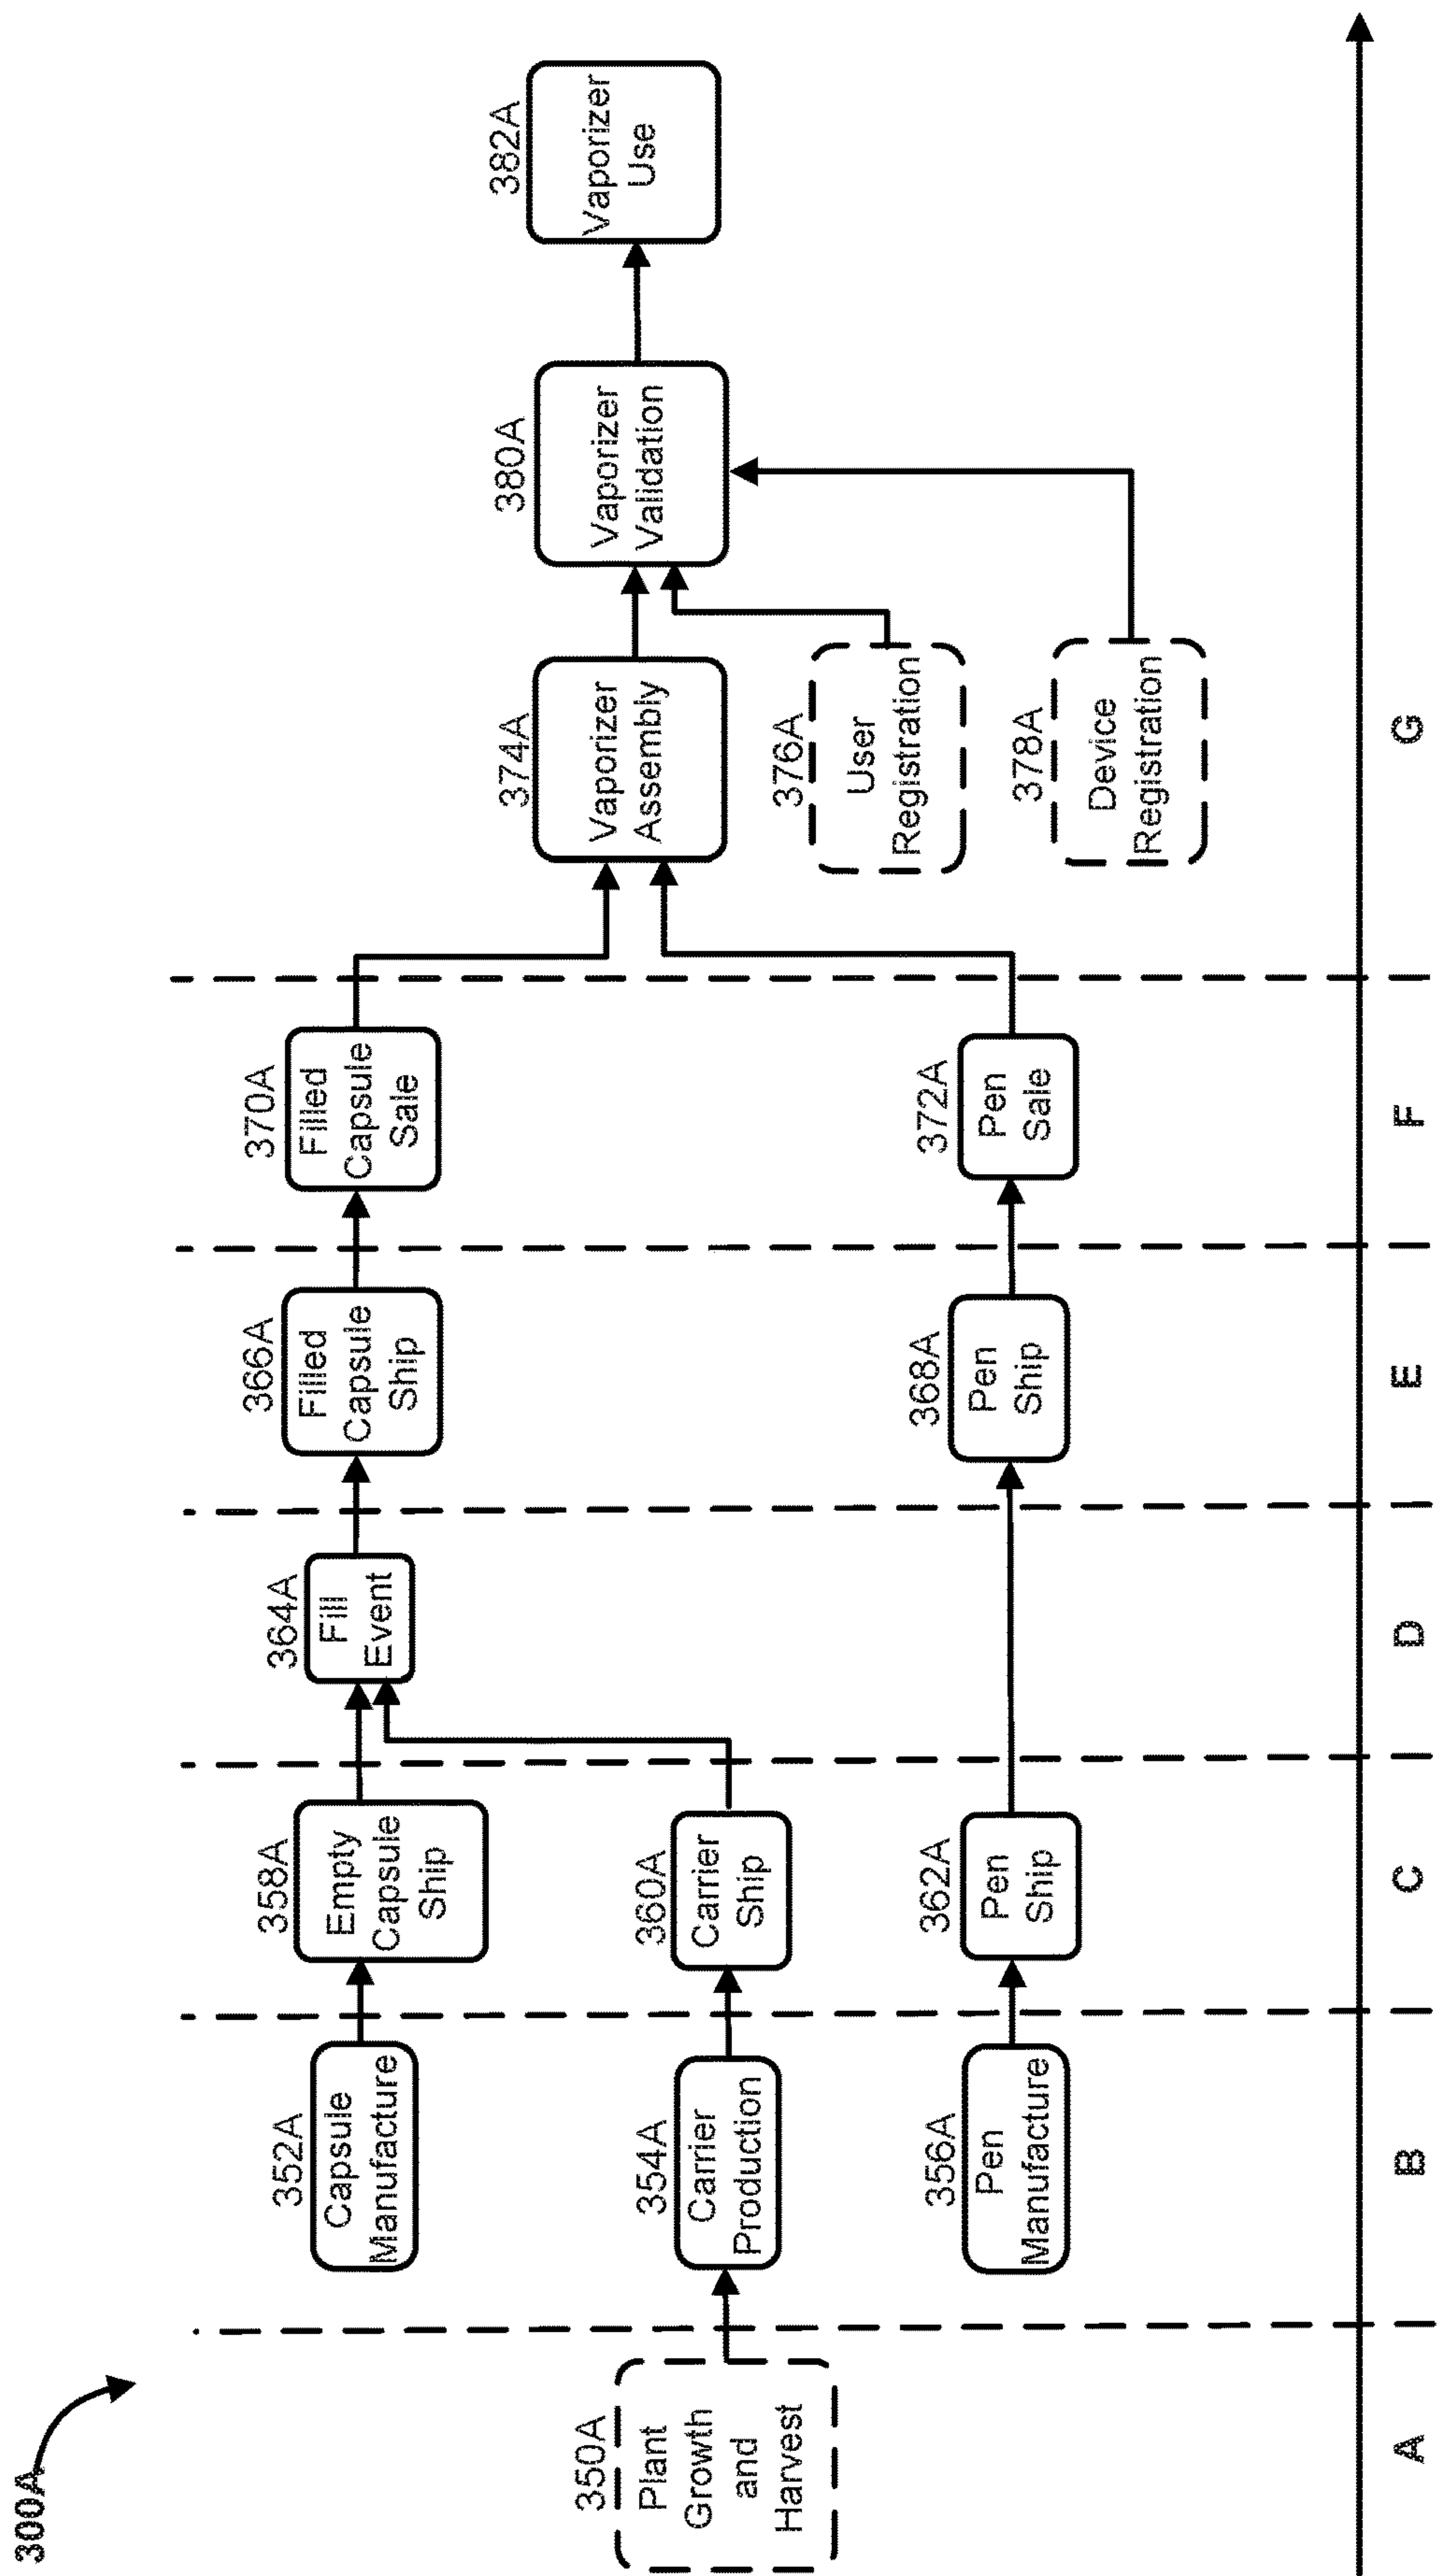 300A
350A
Plant
Growth
and
Harvest
352A
Capsule
Manufacture
354A
Carrier
Production
356A
Pen
Manufacture
358A
Empty
Capsule
Ship
360A
Carrier
Ship
362A
Pen
Ship
364A
Fill
Event
366A
Filled
Capsule
Ship
368A
Pen
Ship
370A
Filled
Capsule
Sale
372A
Pen
Sale
374A
Vaporizer
Assembly
376A
User
Registration
378A
Device
Registration
380A
Vaporizer
Validation
382A
Vaporizer
Use
A
B
C
D
E
F
G